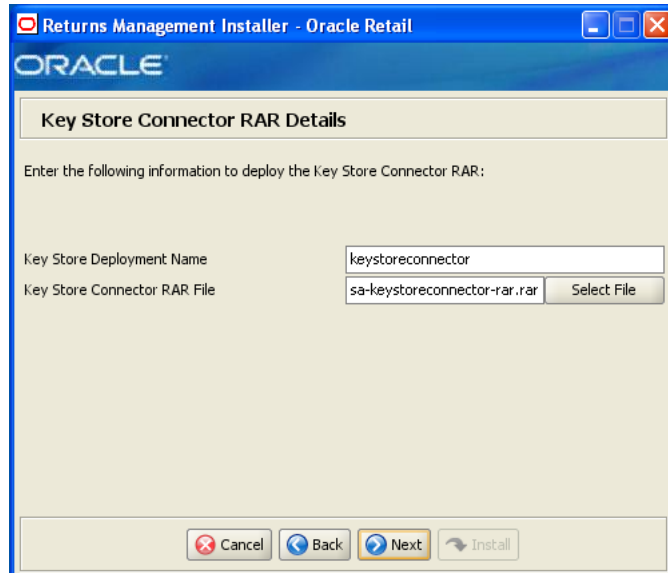 Returns Management Installer - Oracle Retail
ORACLE
Key Store Connector RAR Details
Enter the following information to deploy the Key Store Connector RAR:
Key Store Deployment Name keystoreconnector
Key Store Connector RAR File sa-keystoreconnector-rar.rar Select File
Cancel Back Next Install